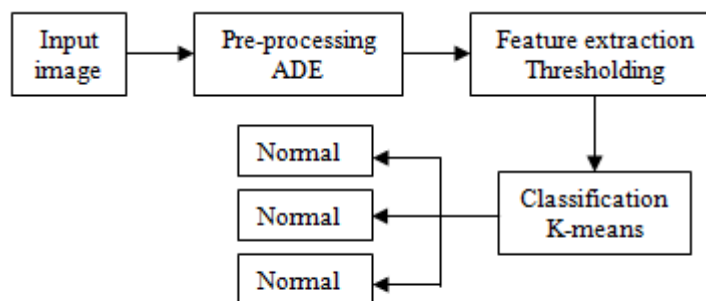 Input
image
Pre-processing
ADE
Feature extraction
Thresholding
Normal
Normal
Normal
Classification
K-means